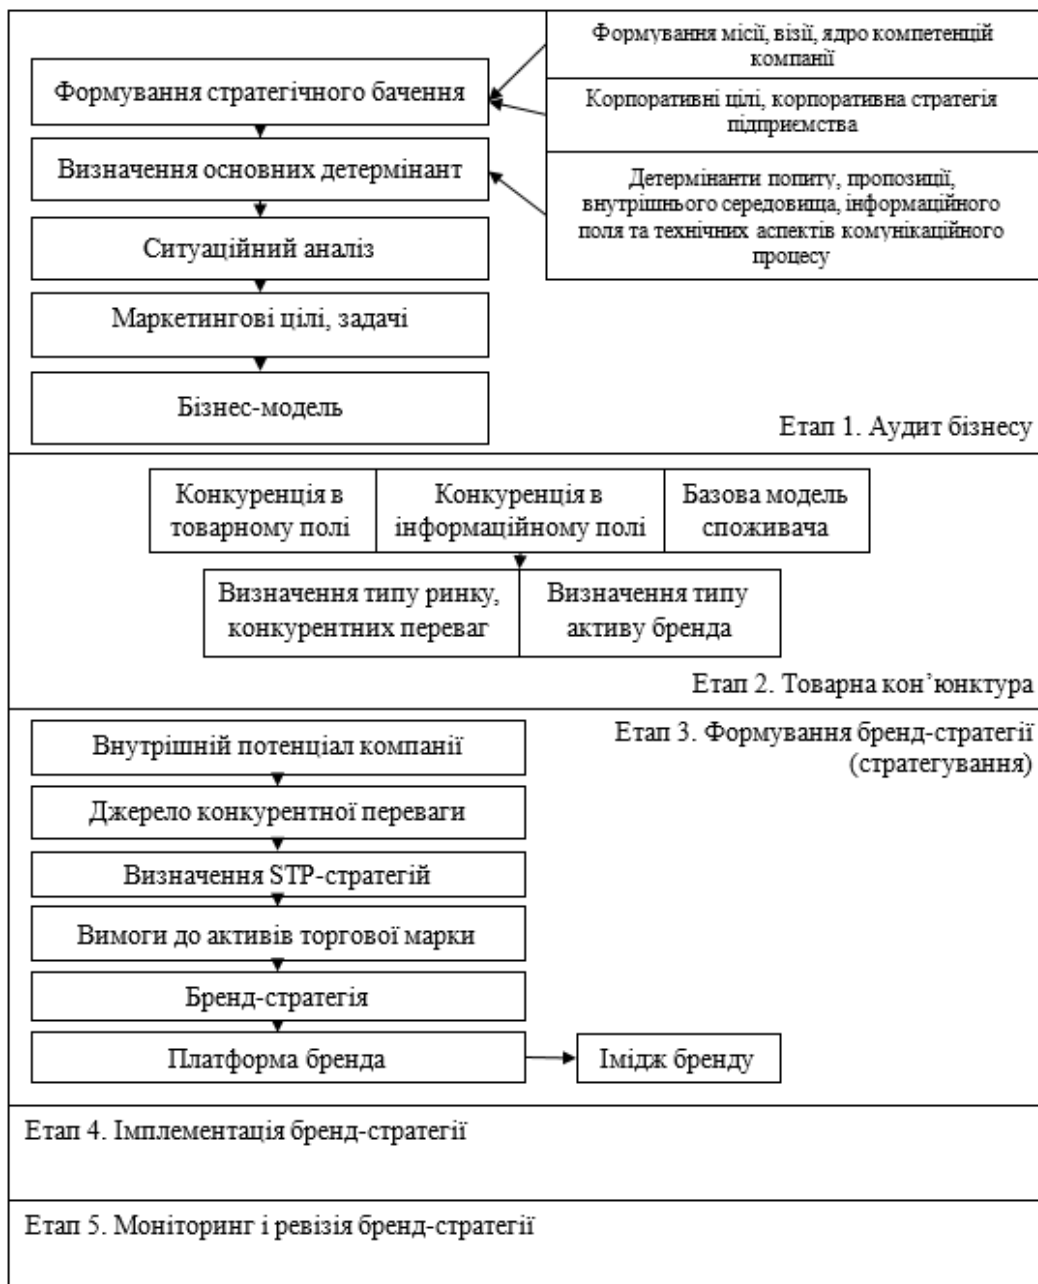 Формування місії, візії, ядро компетенцій
компанії
Формування стратегічного бачення
Корпоративні цілі, корпоративна стратегія
підприємства
Визначення основних детермінант
Детермінанти попиту, пропозиції,
внутрішнього середовища, інформаційного
поля та технічних аспектів комунікаційного
процесу
Ситуаційний аналіз
Маркетингові цілі, задачі
Бізнес-модель
Етап 1. Аудит бізнесу
Конкуренція в
товарному полі
Конкуренція в
інформаційному полі
Базова модель
споживача
Визначення типу ринку,
конкурентних переваг
Визначення типу
активу бренда
Етап 2. Товарна кон’юнктура
Етап 3. Формування бренд-стратегії
(стратегування)
Внутрішній потенціал компанії
Джерело конкурентної переваги
Визначення STP-стратегій
Вимоги до активів торгової марки
Бренд-стратегія
Платформа бренда
Імідж бренду
Етап 4. Імплементація бренд-стратегії
Етап 5. Моніторинг і ревізія бренд-стратегії